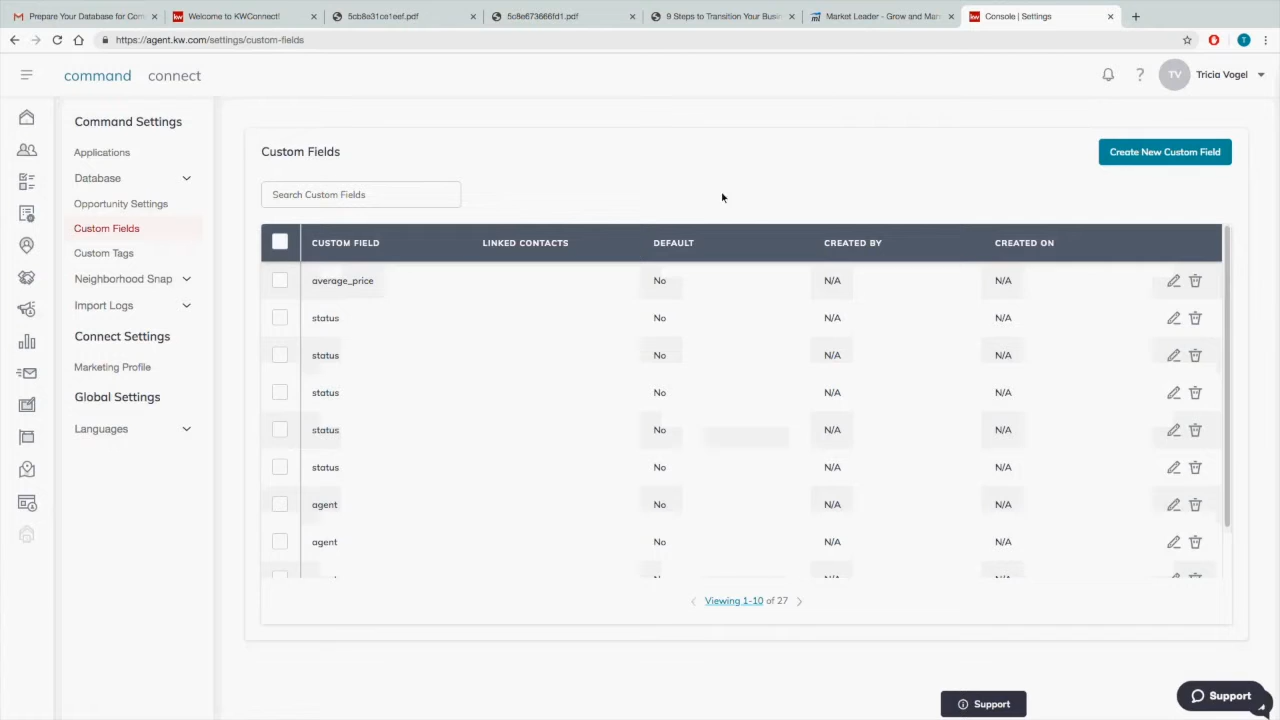 Prepare Your Database for Com
Welcome to KWConnect!
5cb8e31ce1eef.pdf
5c8e673666fd1.pdf
9 Steps to Transition Your Busin
Market Leader - Grow and Man
Console | Settings
https://agent.kw.com/settings/custom-fields
T
command
connect
TV
Tricia Vogel
Command Settings
Applications
Database
Opportunity Settings
Custom Fields
Custom Tags
Neighborhood Snap
Import Logs
Connect Settings
Marketing Profile
Global Settings
Languages
Custom Fields
Create New Custom Field
Search Custom Fields
CUSTOM FIELD LINKED CONTACTS DEFAULT CREATED BY CREATED ON
average_price No N/A N/A
status No N/A N/A
status No N/A N/A
status No N/A N/A
status No N/A N/A
status No N/A N/A
agent No N/A N/A
agent No N/A N/A
Viewing 1-10 of 27
Support
Support